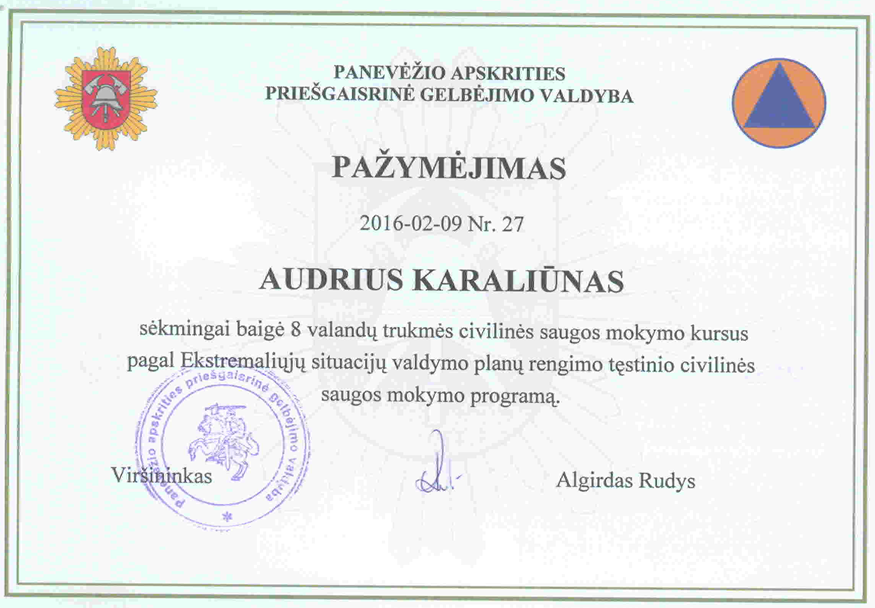 PANEVĖŽIO APSKRITIES
PRIEŠGAISRINĖ GELBĖJIMO VALDYBA
PAŽYMĖJIMAS
2016-02-09 Nr. 27
AUDRIUS KARALIŪNAS
sėkmingai baigė 8 valandų trukmės civilinės saugos mokymo kursus
pagal Ekstremaliųjų situacijų valdymo planų rengimo tęstinio civilinės
saugos mokymo programą.
Panevėžio apskrities priešgaisrinė gelbėjimo valdyba
Viršininkas
Algirdas Rudys